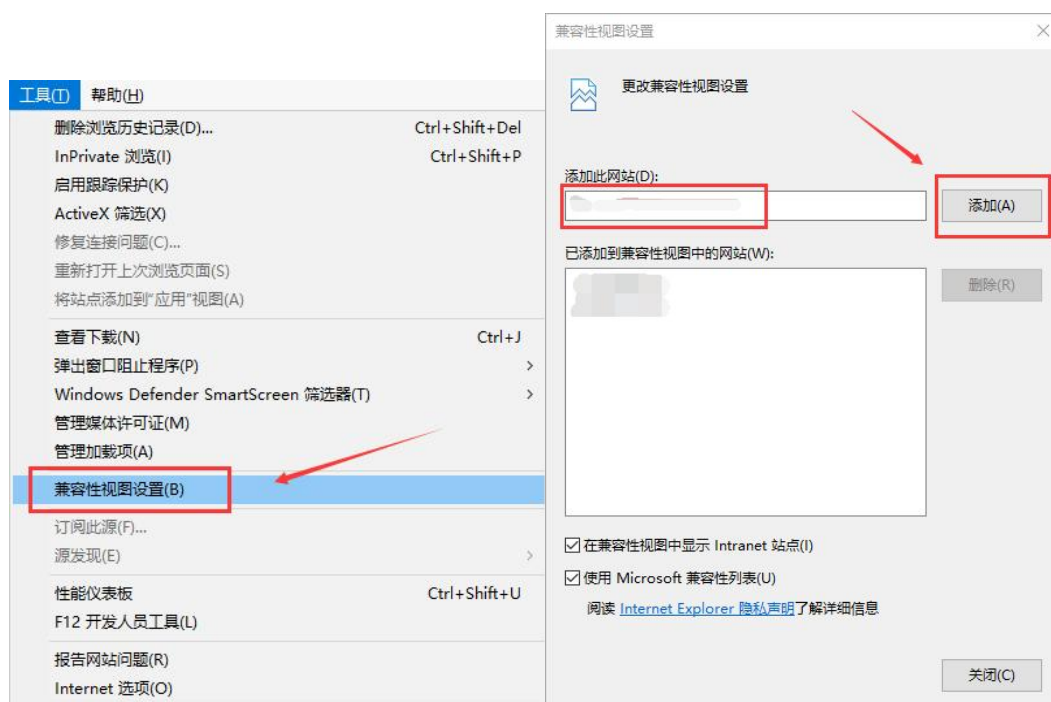 工具(T) 帮助(H)
删除浏览历史记录(D)... Ctrl+Shift+Del
InPrivate 浏览(I) Ctrl+Shift+P
启用跟踪保护(K)
ActiveX 筛选(X)
修复连接问题(C)...
重新打开上次浏览页面(S)
将站点添加到"应用"视图(A)
查看下载(N) Ctrl+J
弹出窗口阻止程序(P)
Windows Defender SmartScreen 筛选器(T)
管理媒体许可证(M)
管理加载项(A)
兼容性视图设置(B)
订阅此源(F)...
源发现(E)
性能仪表板 Ctrl+Shift+U
F12 开发人员工具(L)
报告网站问题(R)
Internet 选项(O)
兼容性视图设置
更改兼容性视图设置
添加此网站(D):
添加(A)
已添加到兼容性视图中的网站(W):
删除(R)
在兼容性视图中显示 Intranet 站点(I)
使用 Microsoft 兼容性列表(U)
阅读 Internet Explorer 隐私声明了解详细信息
关闭(C)